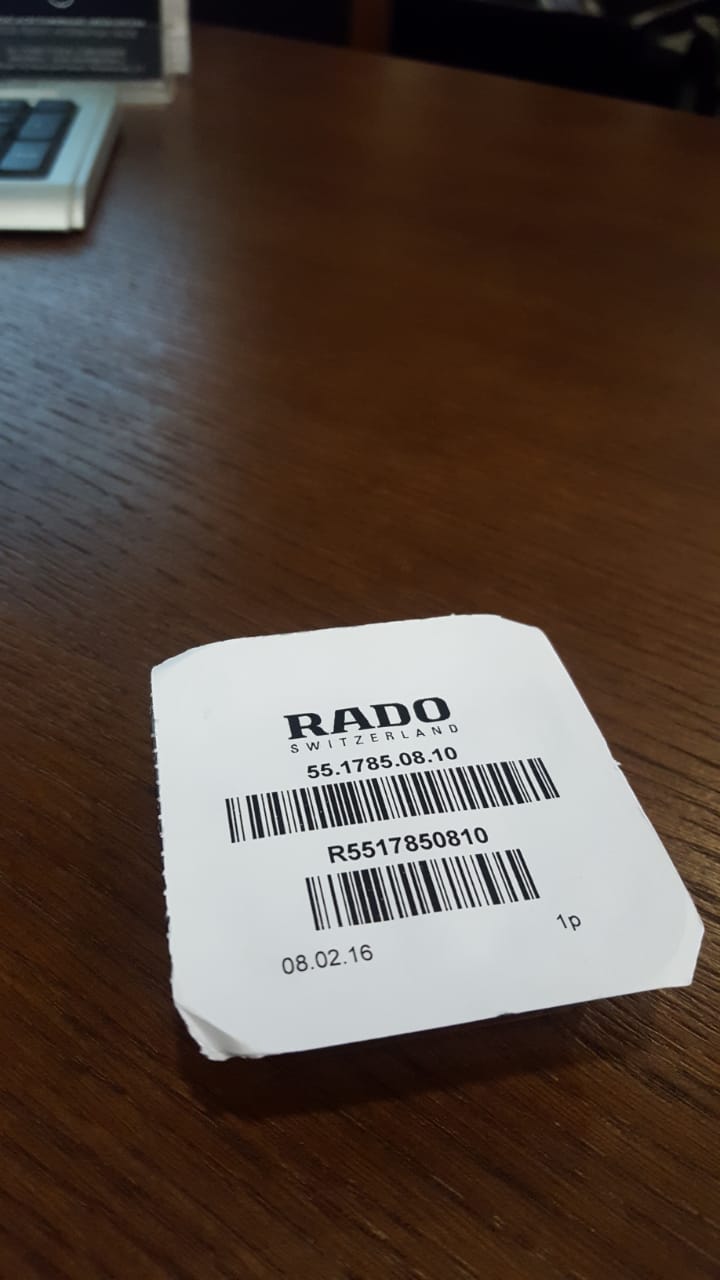 RADO
SWITZERLAND
55.1785.08.10
R5517850810
08.02.16
1p